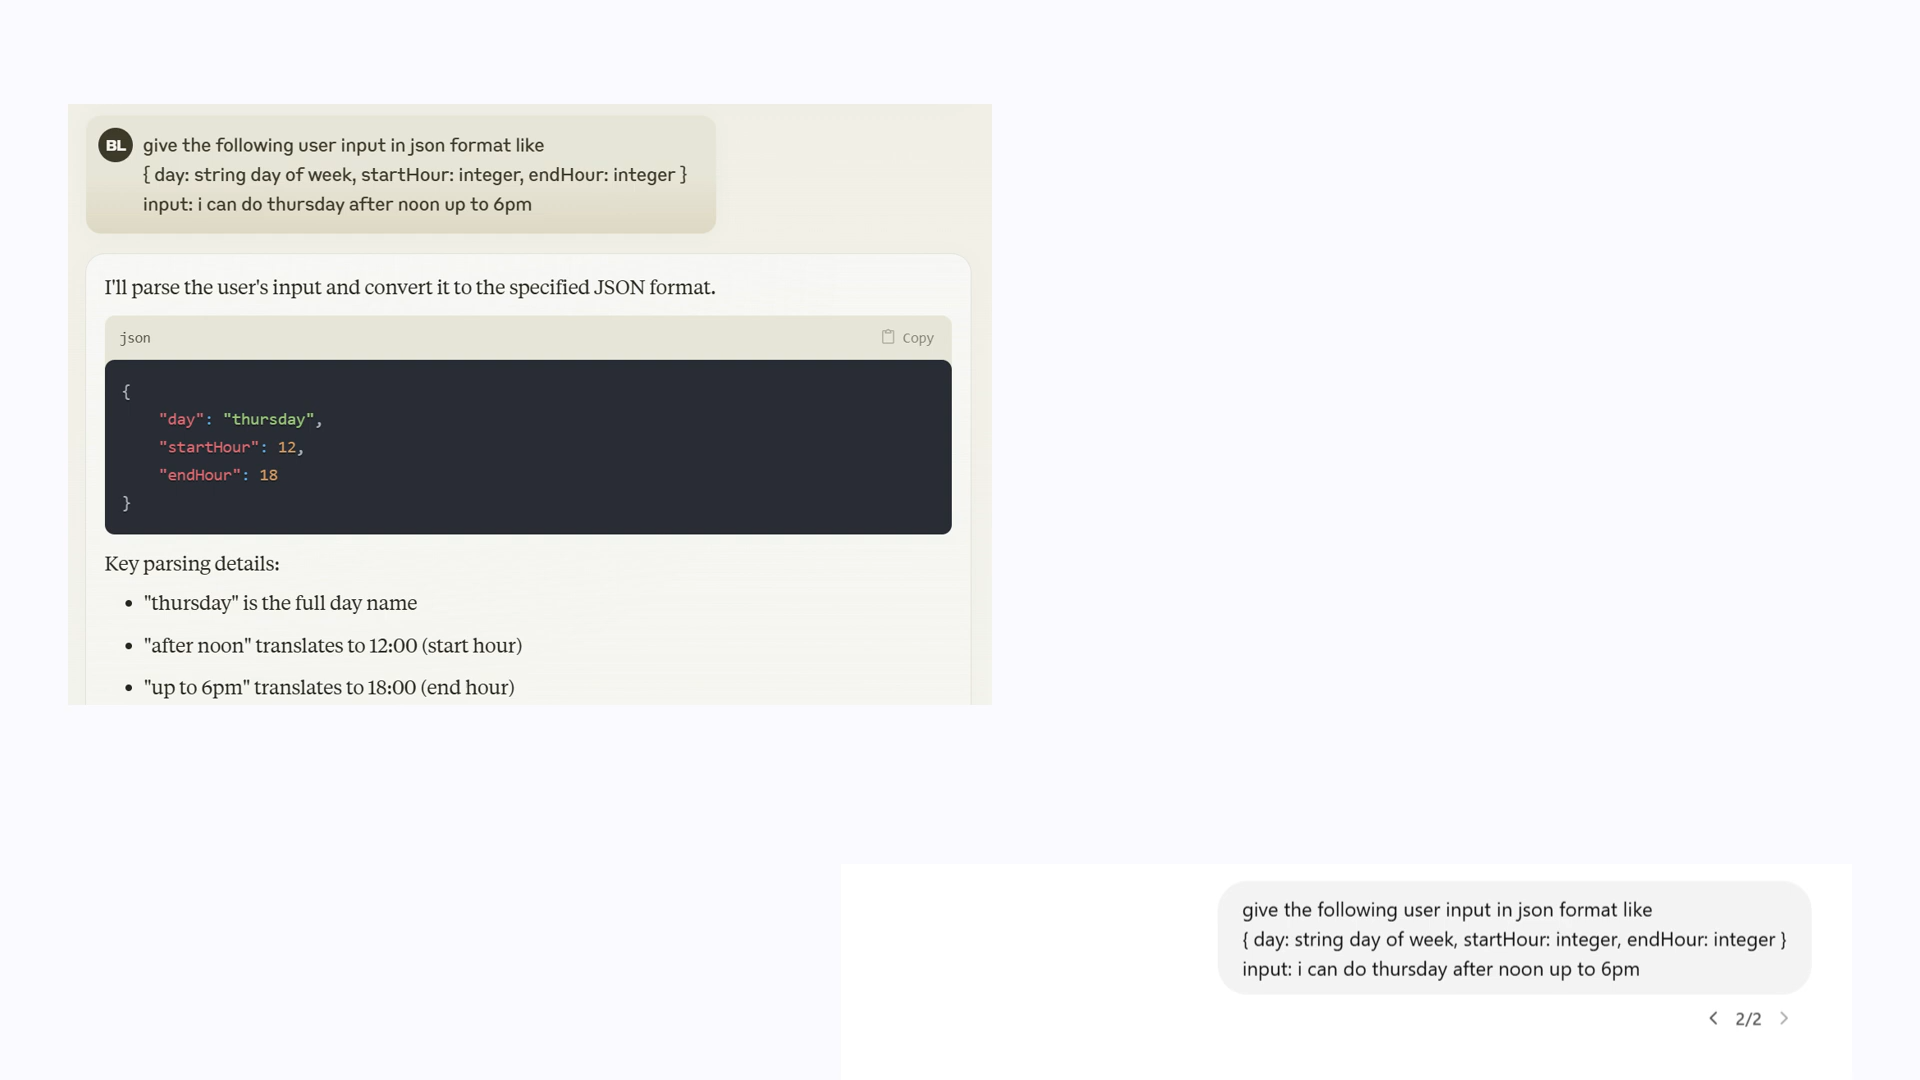 BL
give the following user input in json format like
{ day: string day of week, startHour: integer, endHour: integer }
input: i can do thursday after noon up to 6pm
I'll parse the user's input and convert it to the specified JSON format.
json
Copy
{
    "day": "thursday",
    "startHour": 12,
    "endHour": 18
}
Key parsing details:
• "thursday" is the full day name
• "after noon" translates to 12:00 (start hour)
• "up to 6pm" translates to 18:00 (end hour)
give the following user input in json format like
{ day: string day of week, startHour: integer, endHour: integer }
input: i can do thursday after noon up to 6pm
< 2/2 >